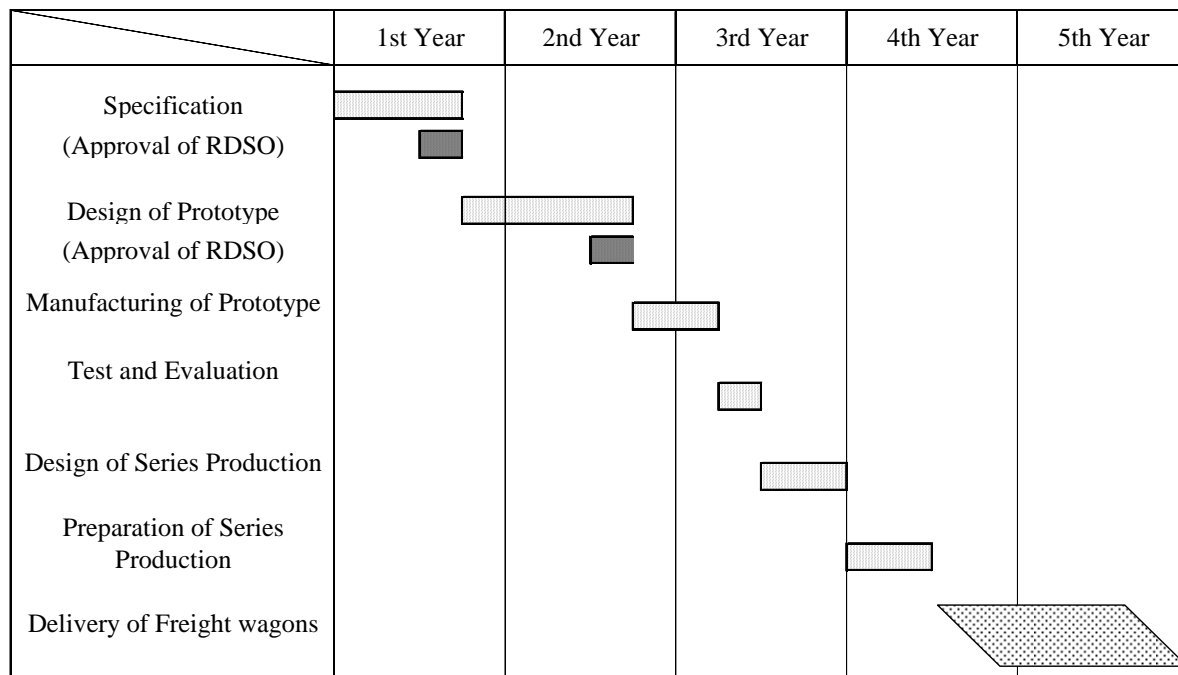 1st Year 2nd Year 3rd Year 4th Year 5th Year
Specification
(Approval of RDSO)
Design of Prototype
(Approval of RDSO)
Manufacturing of Prototype
Test and Evaluation
Design of Series Production
Preparation of Series
Production
Delivery of Freight wagons